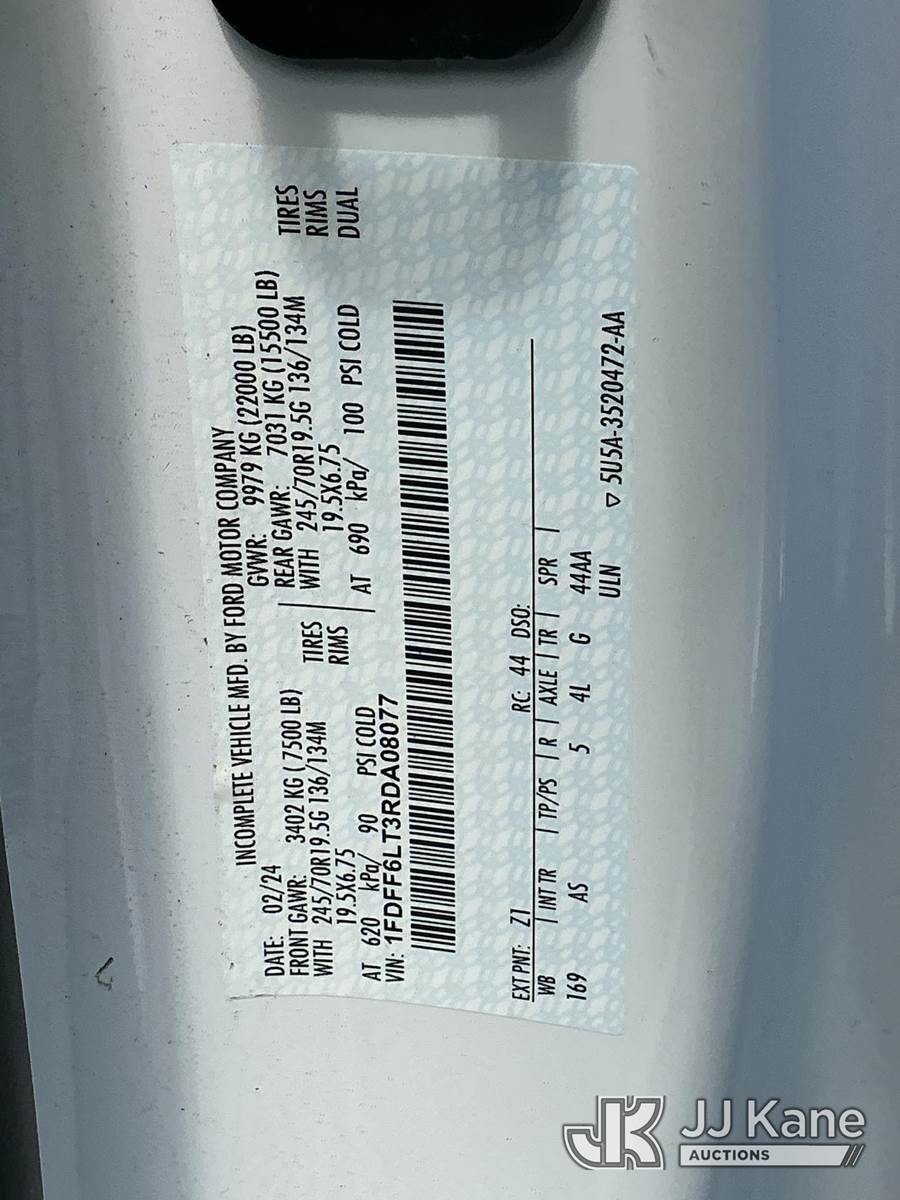 INCOMPLETE VEHICLE MFD. BY FORD MOTOR COMPANY
DATE: 02/24 GVWR: 9979 KG (22000 LB)
FRONT GAWR: 3402 KG ( 7500 LB) REAR GAWR: 7031 KG (15500 LB)
WITH 245/70R19.5G 136/134M TIRES WITH 245/70R19.5G 136/134M TIRES
19.5X6.75 RIMS 19.5X6.75 RIMS
AT 620 kPa/ 90 PSI COLD AT 690 kPa/ 100 PSI COLD DUAL
VIN: 1FDFF6LT3RDA08077
EXT PNT: Z1 RC: 44 DSO:
WB | INT TR | TP/PS | R | AXLE | TR | SPR |
169 AS 5 4L G 44AA
ULN ▽ 5U5A-3520472-AA
JK JJ Kane
AUCTIONS